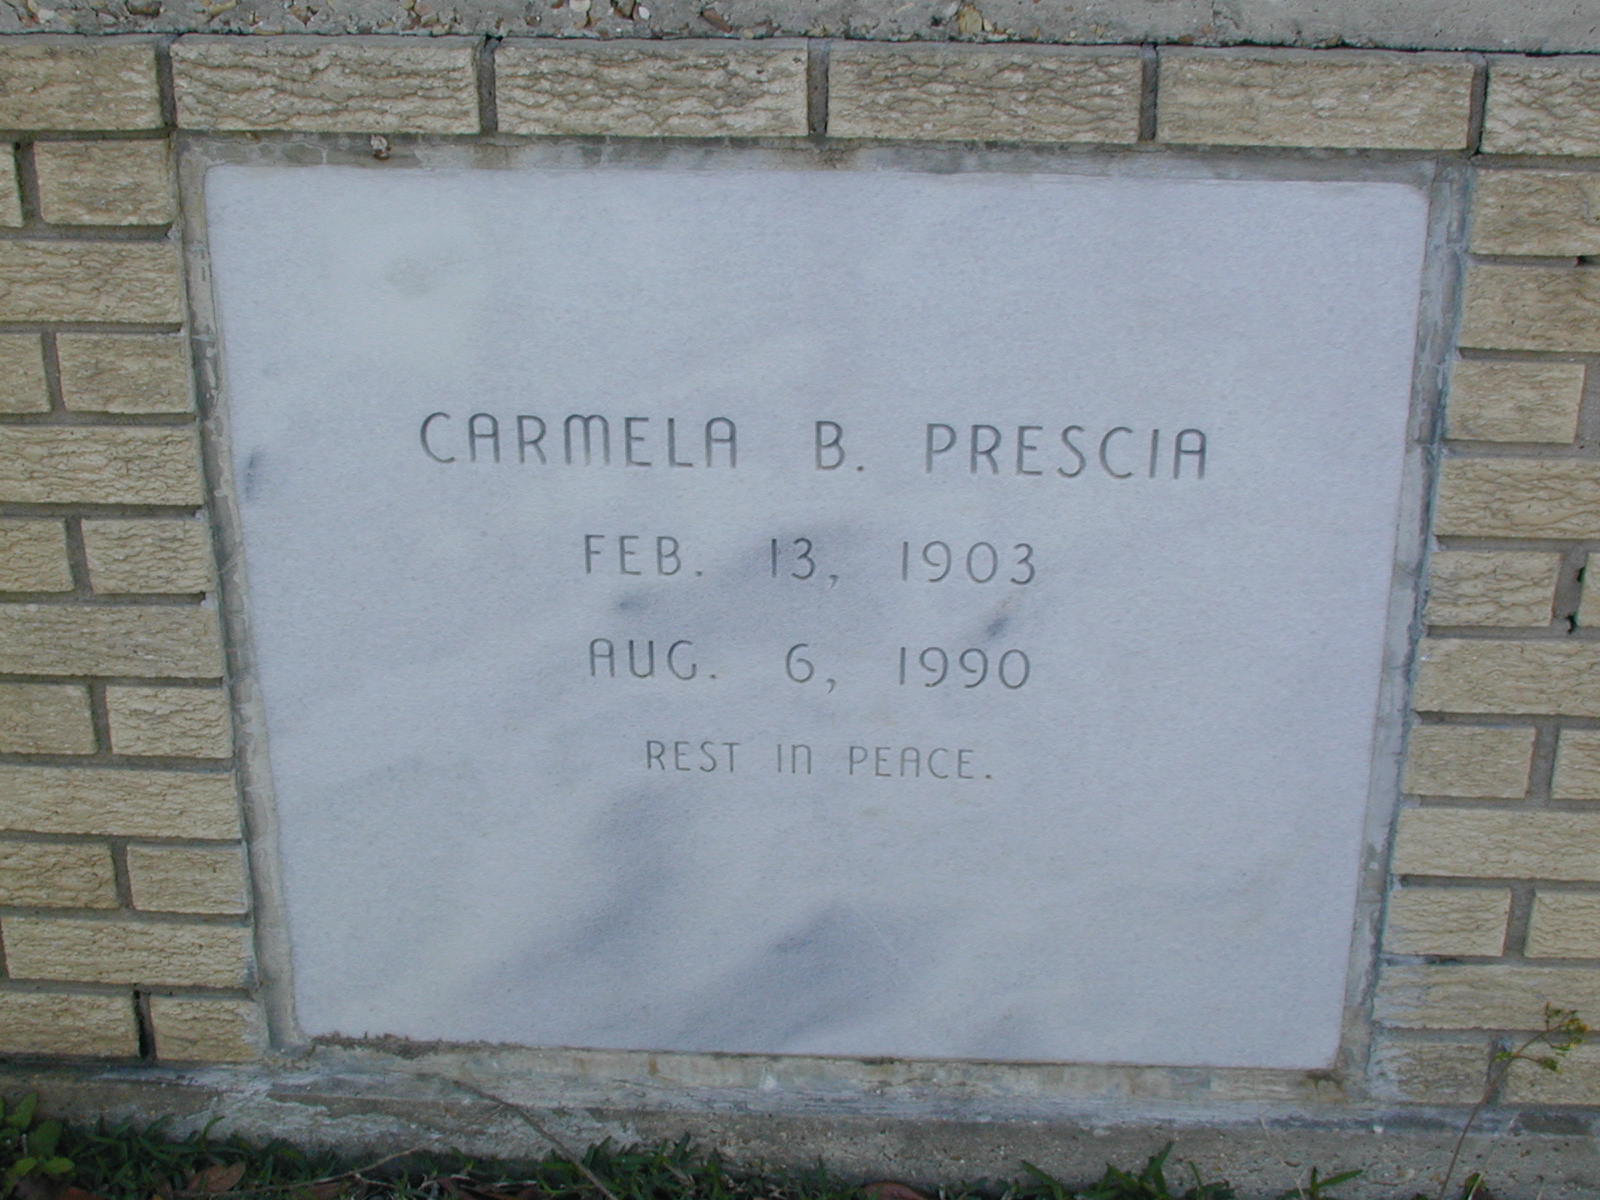 CARMELA B. PRESCIA
FEB. 13, 1903
AUG. 6, 1990
REST IN PEACE.